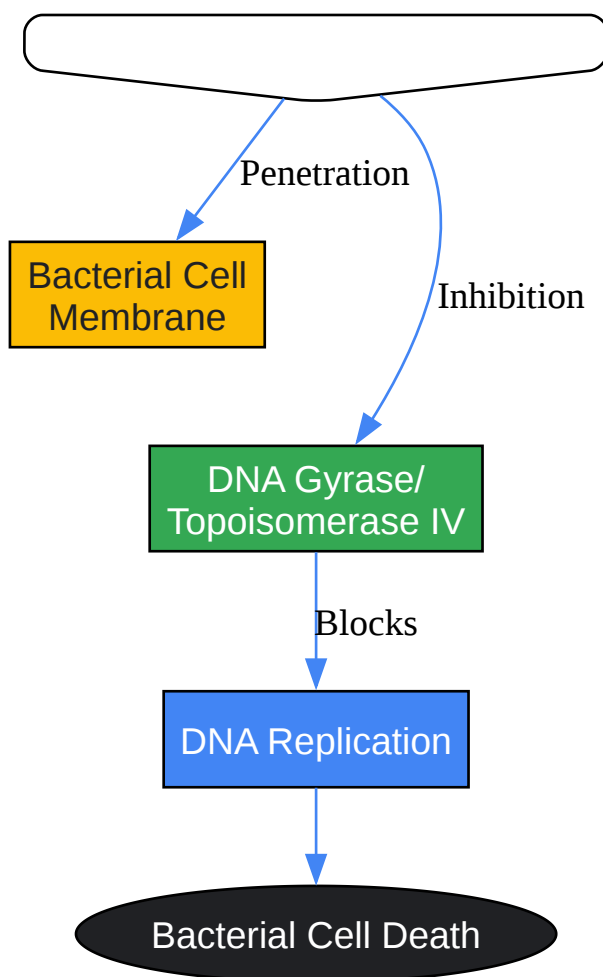 Penetration
Bacterial Cell
Membrane
Inhibition
DNA Gyrase/
Topoisomerase IV
Blocks
DNA Replication
Bacterial Cell Death